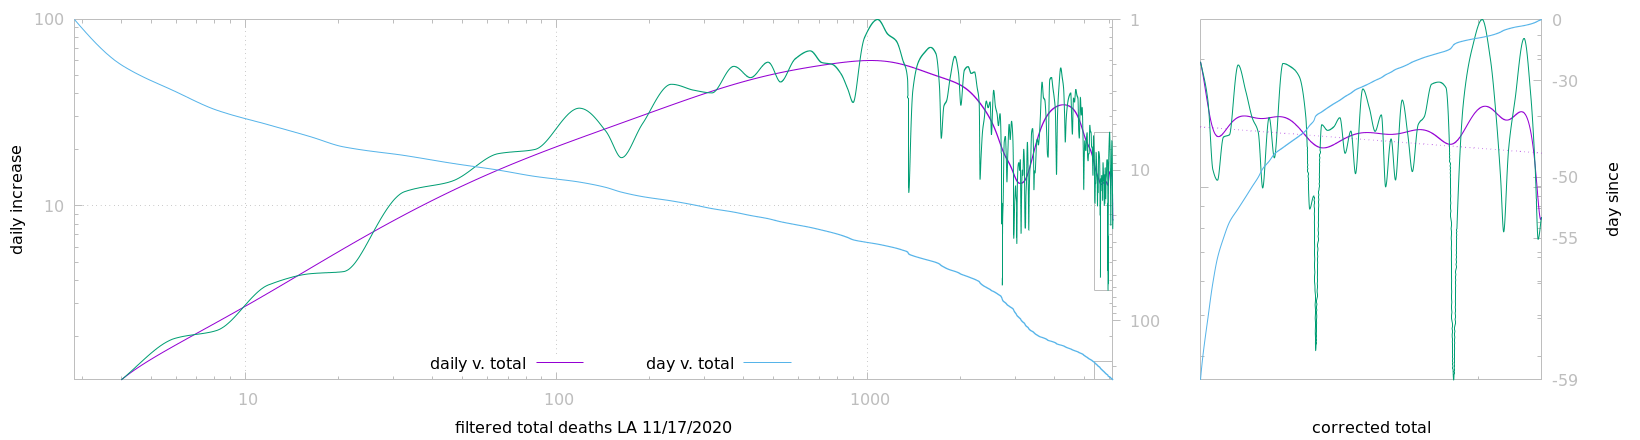 100
10
daily increase
10
100
1000
filtered total deaths LA 11/17/2020
daily v. total
day v. total
1
10
100
0
-30
-50
-55
-59
day since
corrected total